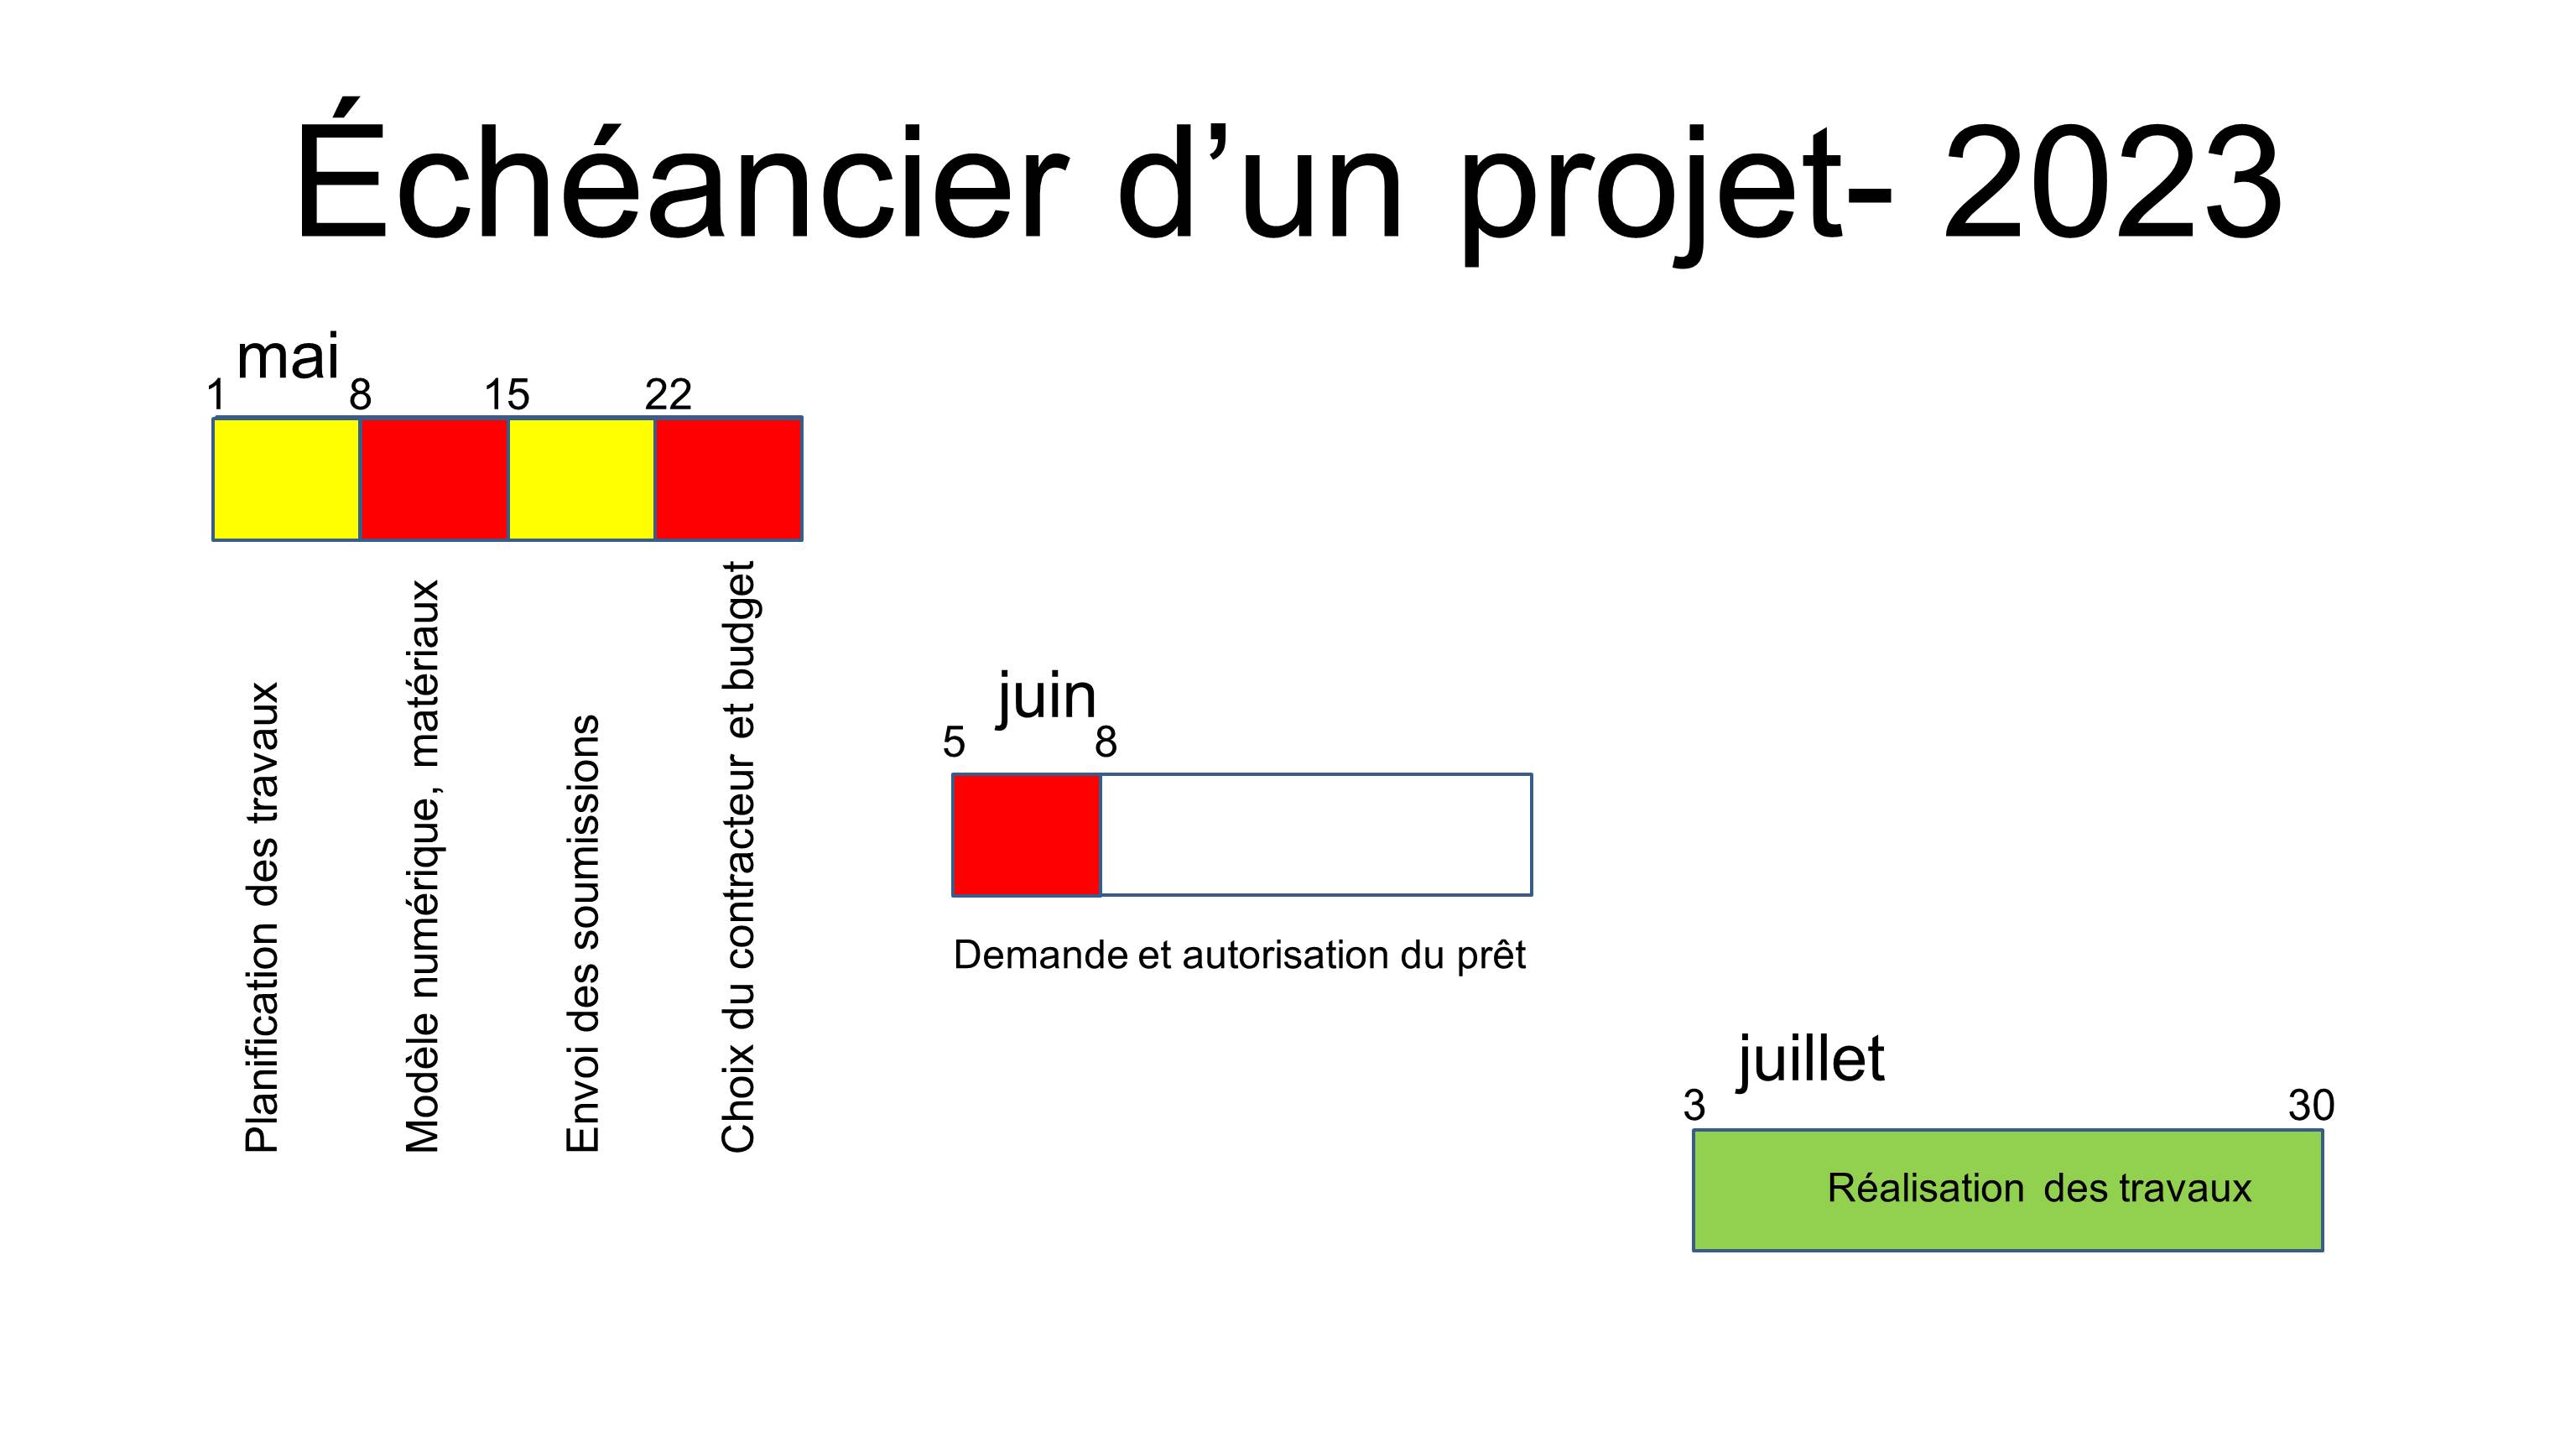 Échéancier d’un projet- 2023
mai
1 8 15 22
Planification des travaux
Modèle numérique, matériaux
Envoi des soumissions
Choix du contracteur et budget
juin
5 8
Demande et autorisation du prêt
juillet
3 30
Réalisation des travaux